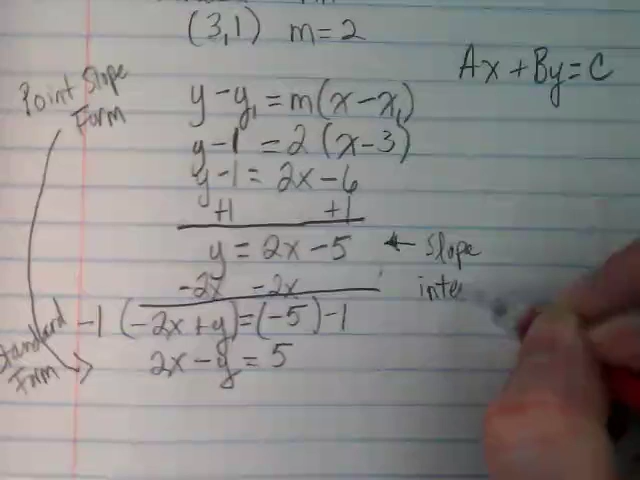 (3,1) m=2
Ax+By=C
Point Slope
Form
y-y₁=m(x-x₁)
y-1=2(x-3)
y-1=2x-6
+1 +1
y=2x-5 ← Slope
inte
-2x -2x
-1(-2x+y)=(-5)-1
2x-y=5
Standard
Form